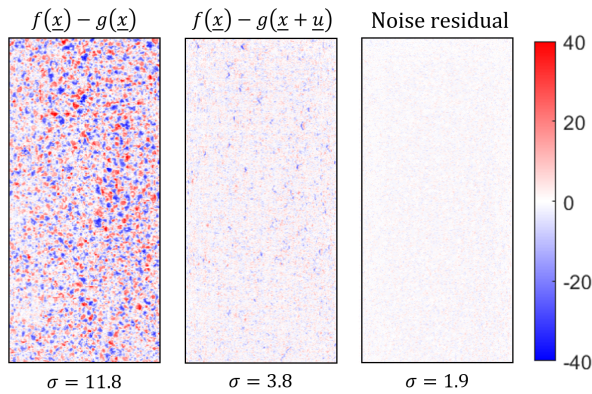 f(x) − g(x)
f(x) − g(x + u)
Noise residual
40
20
0
-20
-40
σ = 11.8
σ = 3.8
σ = 1.9